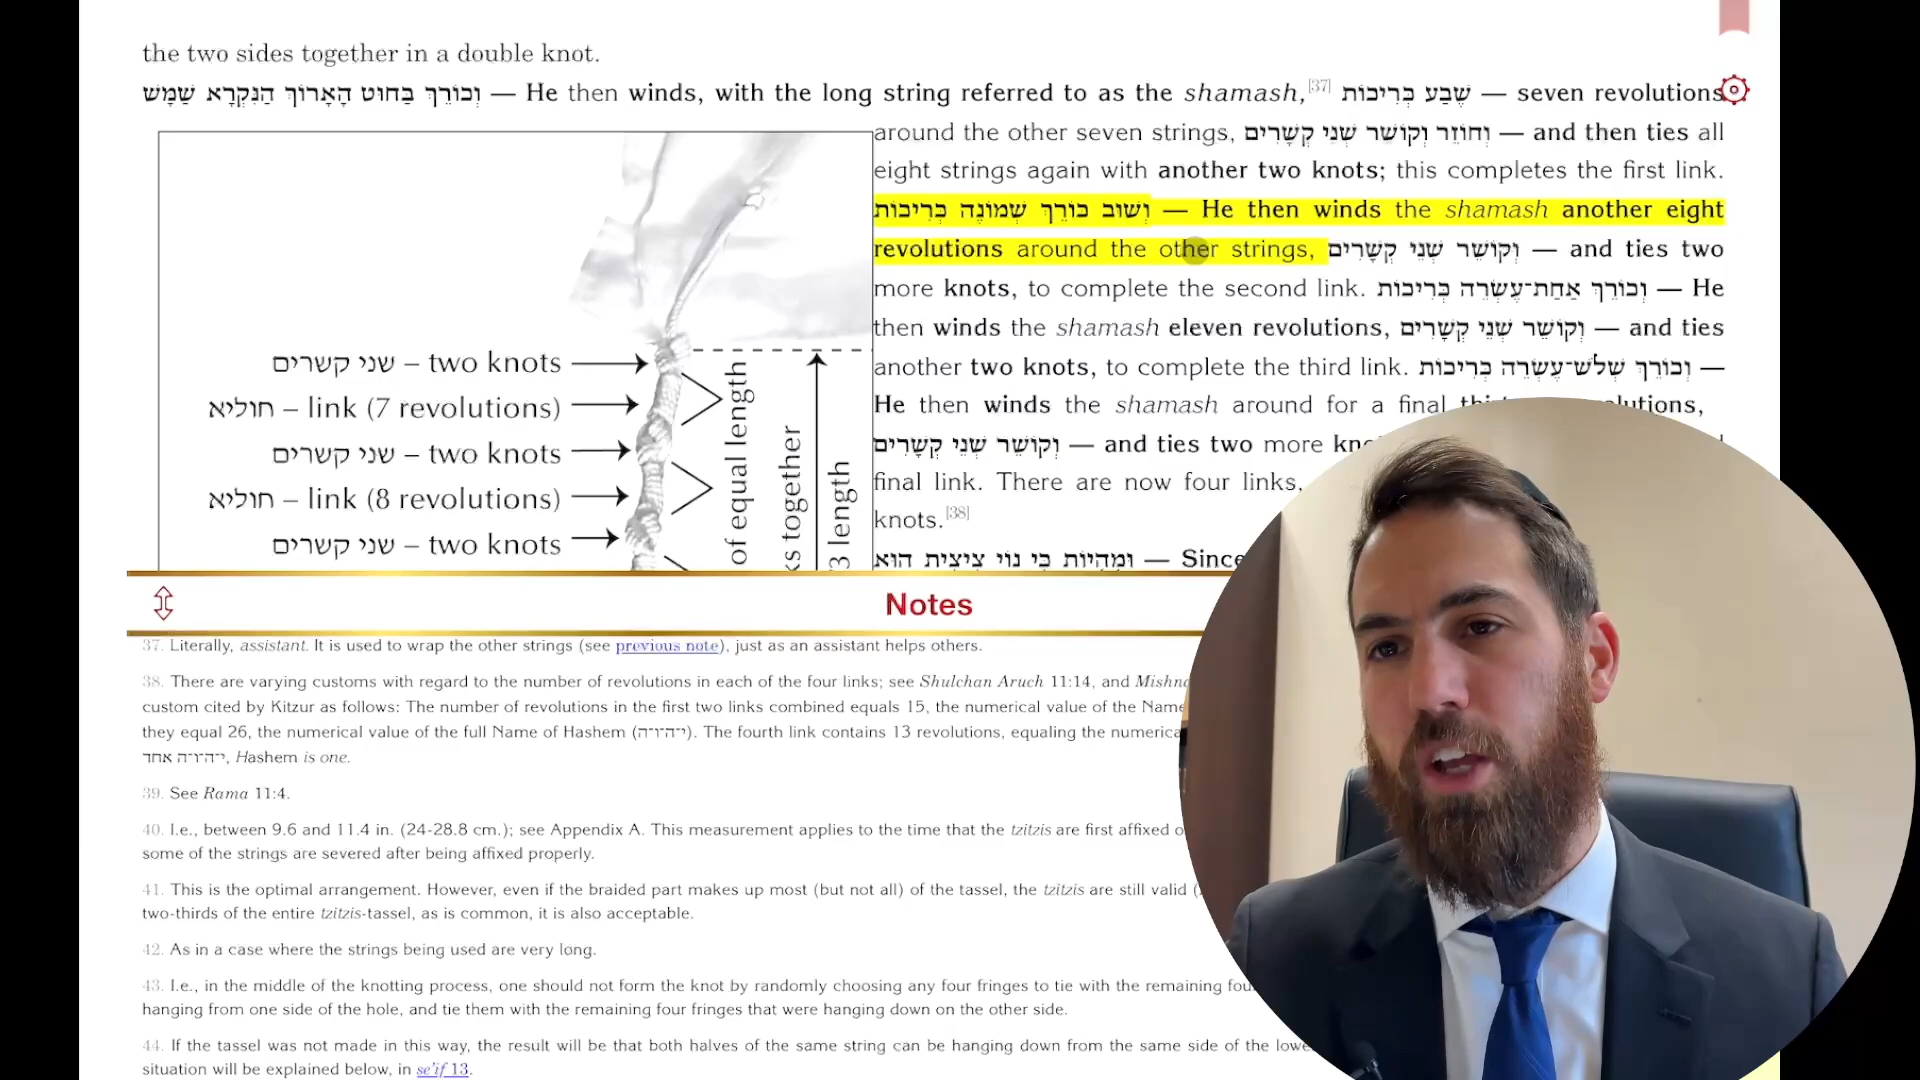 the two sides together in a double knot.
וְכוֹרֵךְ בַּחוּט הָאָרוֹךְ הַנִּקְרָא שַׁמָּשׁ — He then winds, with the long string referred to as the shamash,[37] שֶׁבַע כְּרִיכוֹת — seven revolutions
around the other seven strings, וְחוֹזֵר וְקוֹשֵׁר שְׁנֵי קְשָׁרִים — and then ties all
eight strings again with another two knots; this completes the first link.
וְשׁוּב כּוֹרֵךְ שְׁמוֹנֶה כְּרִיכוֹת — He then winds the shamash another eight
revolutions around the other strings, וְקוֹשֵׁר שְׁנֵי קְשָׁרִים — and ties two
more knots, to complete the second link. וְכוֹרֵךְ אַחַת־עֶשְׂרֵה כְּרִיכוֹת — He
then winds the shamash eleven revolutions, וְקוֹשֵׁר שְׁנֵי קְשָׁרִים — and ties
another two knots, to complete the third link. וְכוֹרֵךְ שְׁלֹשׁ־עֶשְׂרֵה כְּרִיכוֹת —
He then winds the shamash around for a final
וְקוֹשֵׁר שְׁנֵי קְשָׁרִים — and ties two more
final link. There are now four links,
knots.[38]
וּמִהְיוֹת כִּי נוֹי צִיצִית הוּא — Since
שני קשרים – two knots
חוליא – link (7 revolutions)
שני קשרים – two knots
חוליא – link (8 revolutions)
שני קשרים – two knots
of equal length
together
length
Notes
37. Literally, assistant. It is used to wrap the other strings (see previous note), just as an assistant helps others.
38. There are varying customs with regard to the number of revolutions in each of the four links; see Shulchan Aruch 11:14, and
custom cited by Kitzur as follows: The number of revolutions in the first two links combined equals 15, the numerical value of the Name
they equal 26, the numerical value of the full Name of Hashem (י־ה־ו־ה). The fourth link contains 13 revolutions, equaling the
י־ה־ו־ה אחד, Hashem is one.
39. See Rama 11:4.
40. I.e., between 9.6 and 11.4 in. (24-28.8 cm.); see Appendix A. This measurement applies to the time that the tzitzis are first affixed
some of the strings are severed after being affixed properly.
41. This is the optimal arrangement. However, even if the braided part makes up most (but not all) of the tassel, the tzitzis are still valid
two-thirds of the entire tzitzis-tassel, as is common, it is also acceptable.
42. As in a case where the strings being used are very long.
43. I.e., in the middle of the knotting process, one should not form the knot by randomly choosing any four fringes to tie with the remaining
hanging from one side of the hole, and tie them with the remaining four fringes that were hanging down on the other side.
44. If the tassel was not made in this way, the result will be that both halves of the same string can be hanging down from the same side of the
situation will be explained below, in se'if 13.